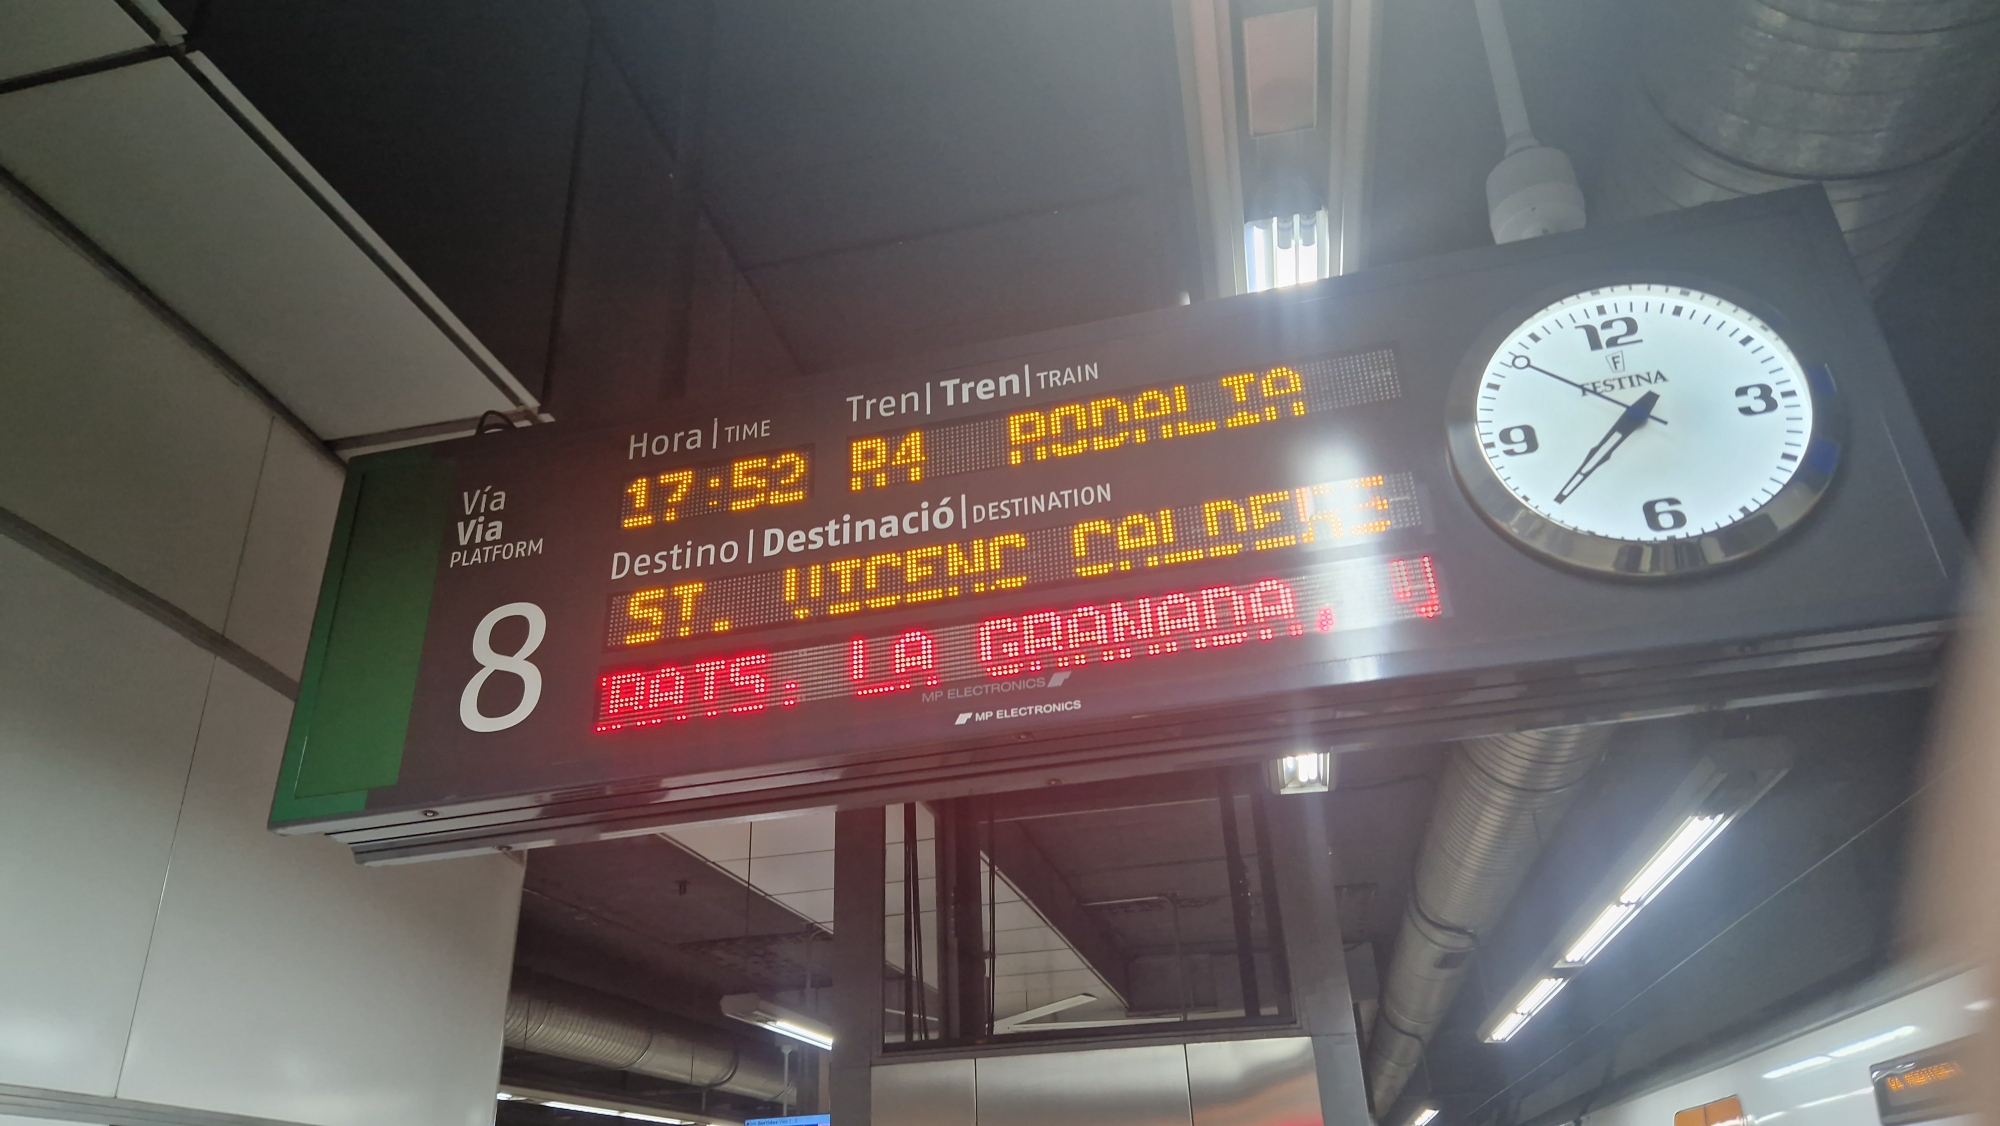 Vía
Via
PLATFORM
8
Hora | TIME
17:52
Tren | Tren | TRAIN
R4 RODALIA
Destino | Destinació | DESTINATION
ST. VICENÇ CALDERS
RATS, LA GRANADA, V
MP ELECTRONICS
MP ELECTRONICS
12
F
FESTINA
3
9
6